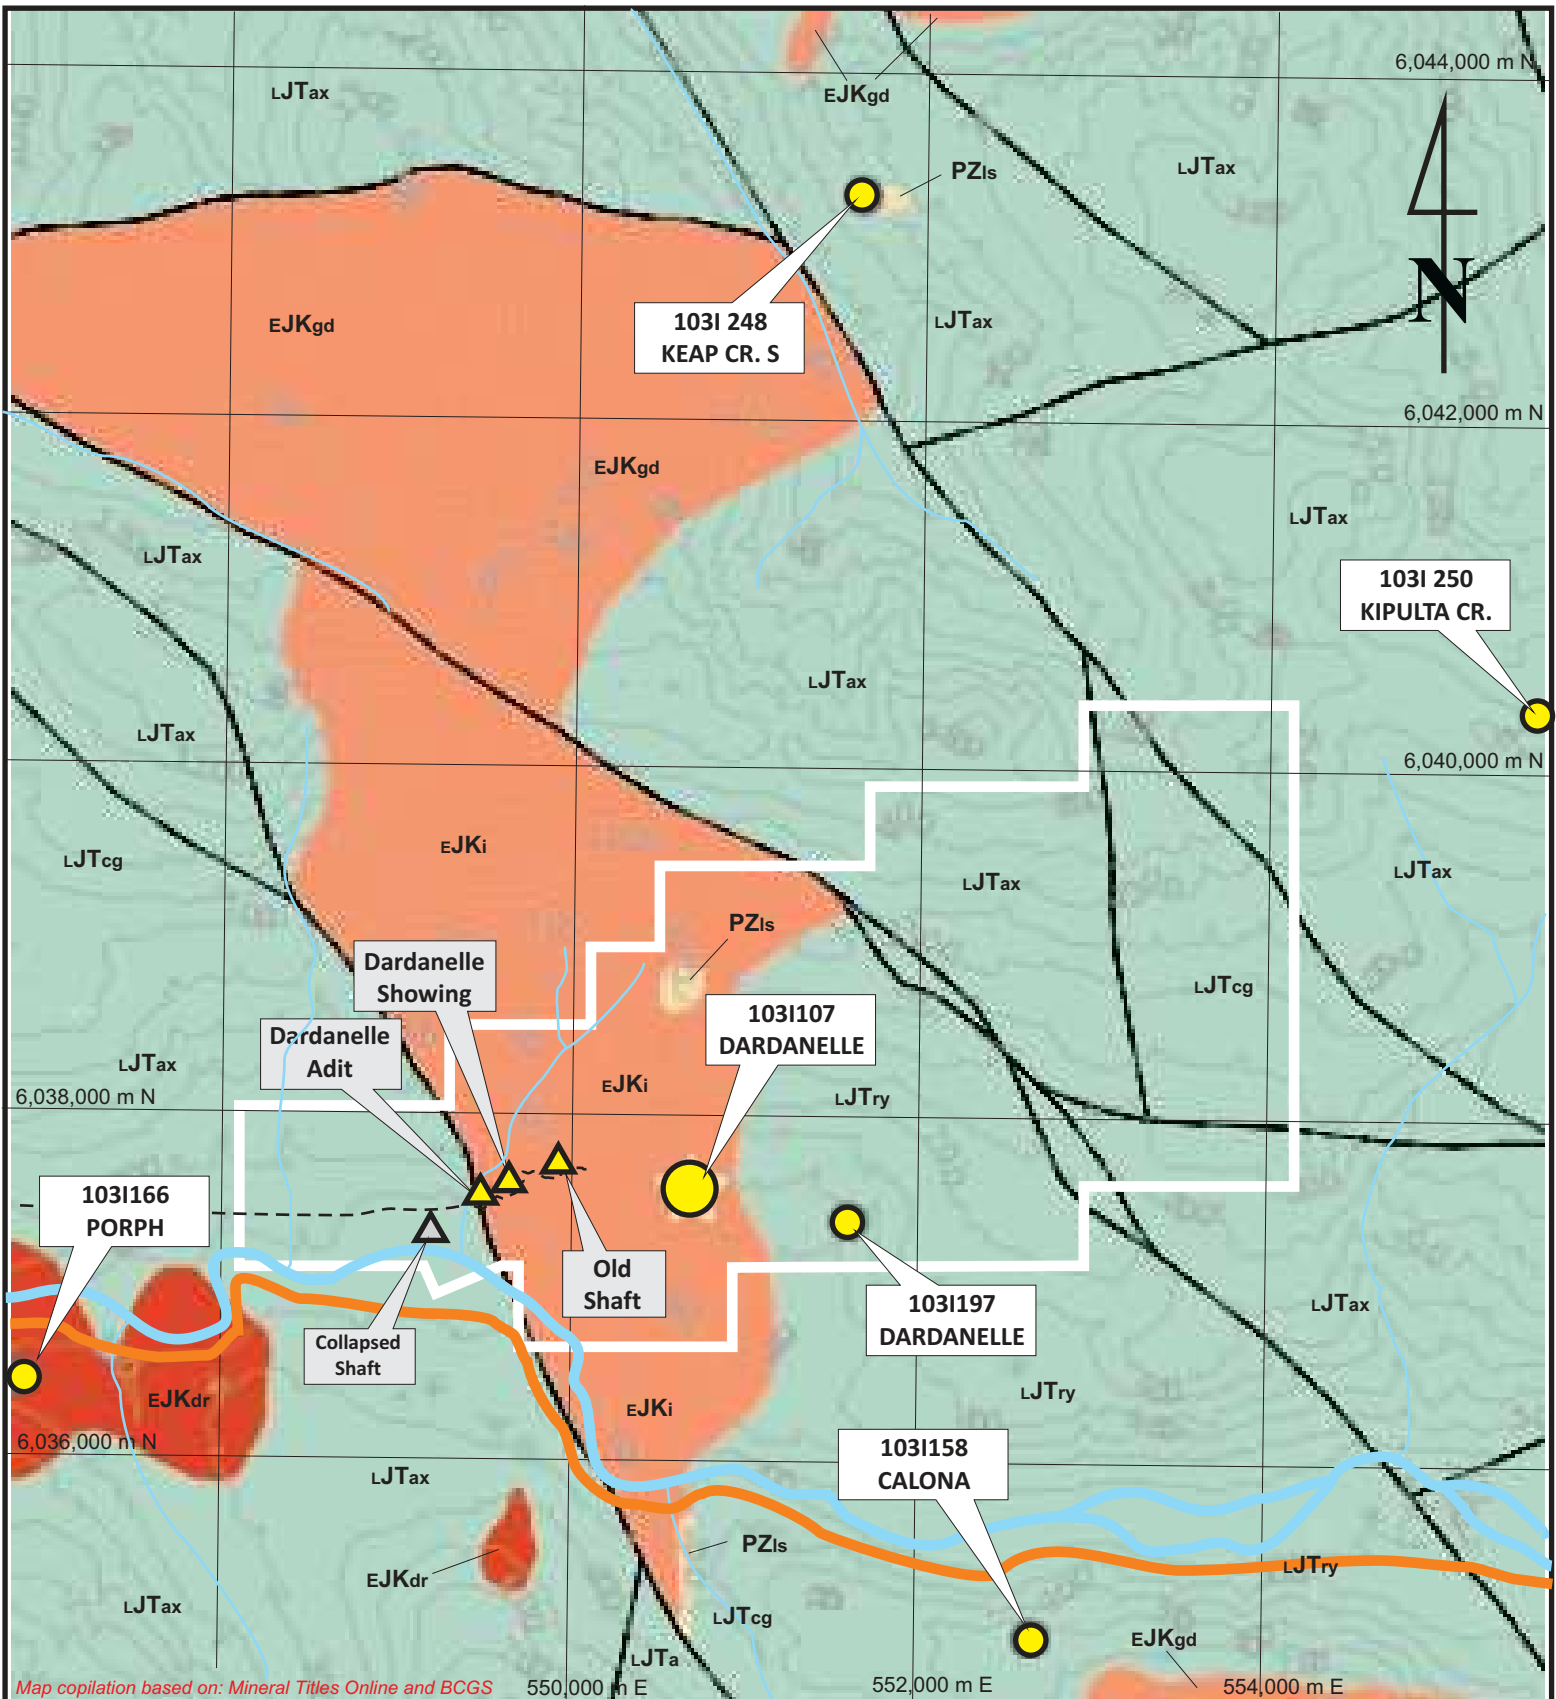 6,044,000 m N
LJTax
EJKgd
PZls
LJTax
N
103I 248
KEAP CR. S
EJKgd
LJTax
6,042,000 m N
EJKgd
LJTax
LJTax
103I 250
KIPULTA CR.
LJTax
LJTax
6,040,000 m N
EJKi
LJTcg
LJTax
LJTax
PZls
Dardanelle
Showing
LJTcg
103I107
DARDANELLE
Dardanelle
Adit
LJTax
EJKi
LJTry
6,038,000 m N
103I166
PORPH
Old
Shaft
103I197
DARDANELLE
LJTax
Collapsed
Shaft
EJKdr
LJTry
EJKi
6,036,000 m N
103I158
CALONA
LJTax
PZls
EJKdr
LJTry
LJTax
LJTcg
EJKgd
LJTa
Map copilation based on: Mineral Titles Online and BCGS
550,000 m E
552,000 m E
554,000 m E